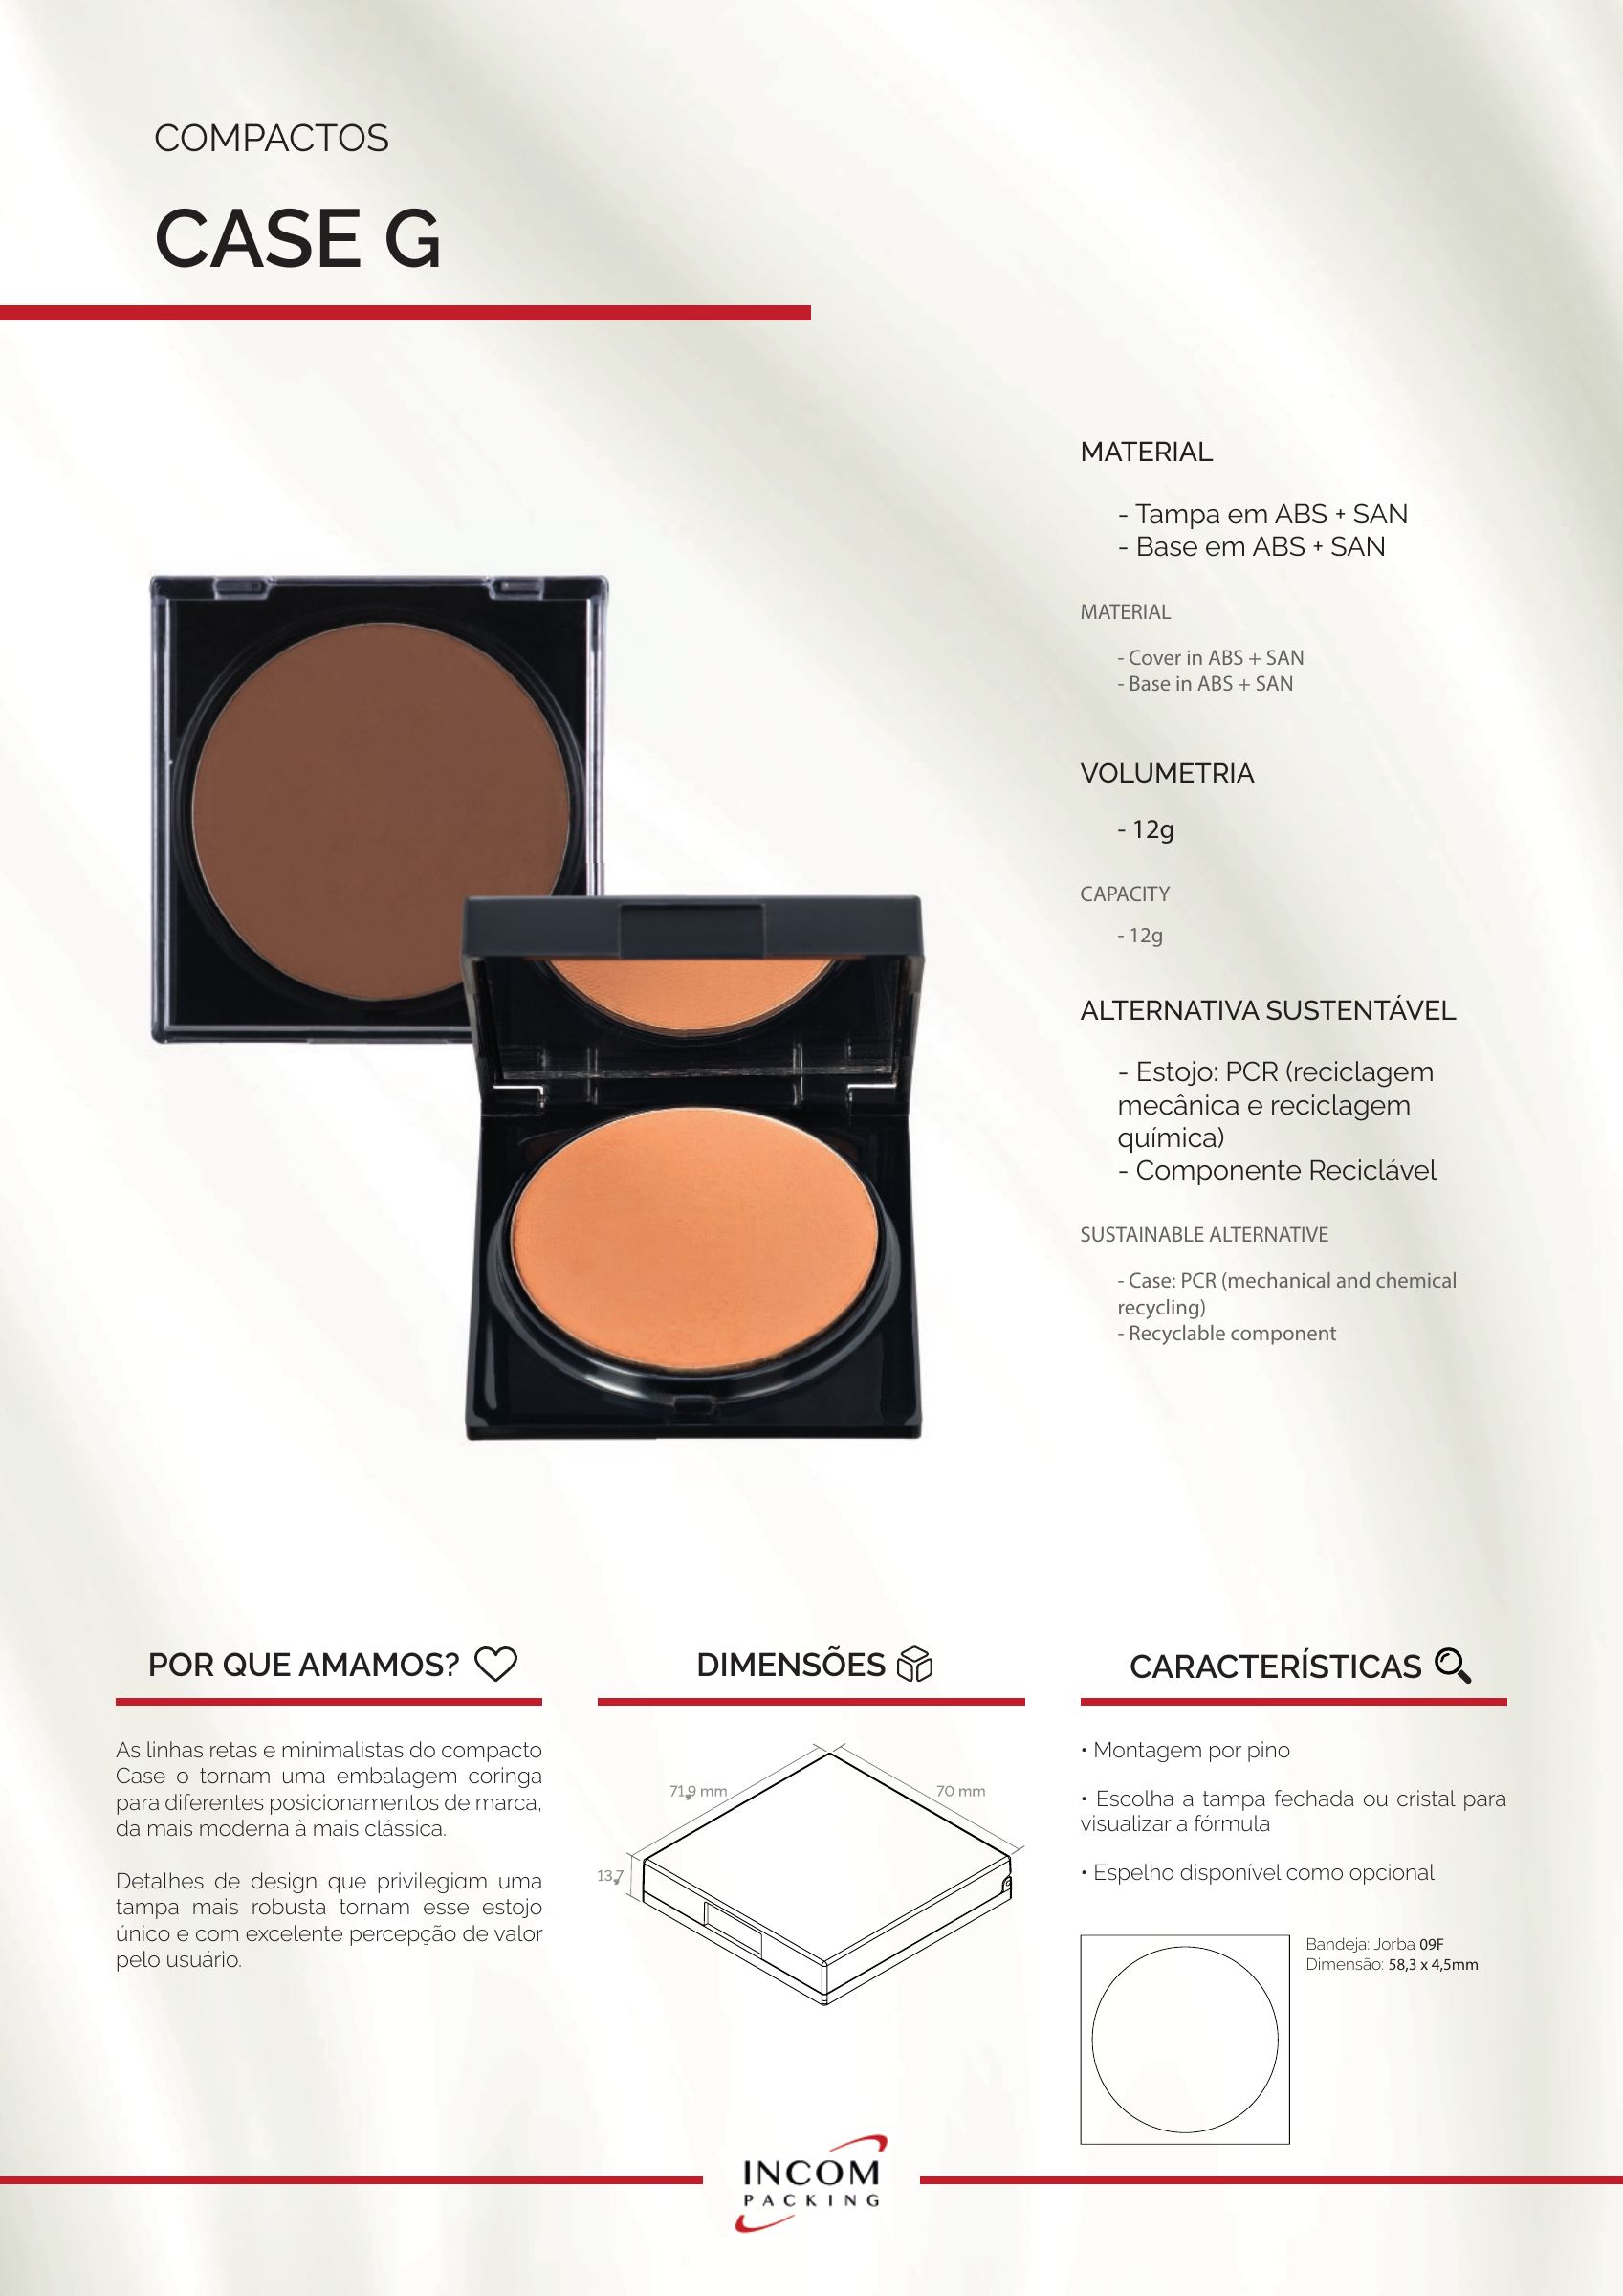 COMPACTOS
CASE G
MATERIAL
- Tampa em ABS + SAN
- Base em ABS + SAN
MATERIAL
- Cover in ABS + SAN
- Base in ABS + SAN
VOLUMETRIA
- 12g
CAPACITY
- 12g
ALTERNATIVA SUSTENTÁVEL
- Estojo: PCR (reciclagem
mecânica e reciclagem
química)
- Componente Reciclável
SUSTAINABLE ALTERNATIVE
- Case: PCR (mechanical and chemical
recycling)
- Recyclable component
POR QUE AMAMOS?
As linhas retas e minimalistas do compacto
Case o tornam uma embalagem coringa
para diferentes posicionamentos de marca,
da mais moderna à mais clássica.
Detalhes de design que privilegiam uma
tampa mais robusta tornam esse estojo
único e com excelente percepção de valor
pelo usuário.
DIMENSÕES
71,9 mm
70 mm
13,7
CARACTERÍSTICAS
• Montagem por pino
• Escolha a tampa fechada ou cristal para
visualizar a fórmula
• Espelho disponível como opcional
Bandeja: Jorba 09F
Dimensão: 58,3 x 4,5mm
INCOM
PACKING